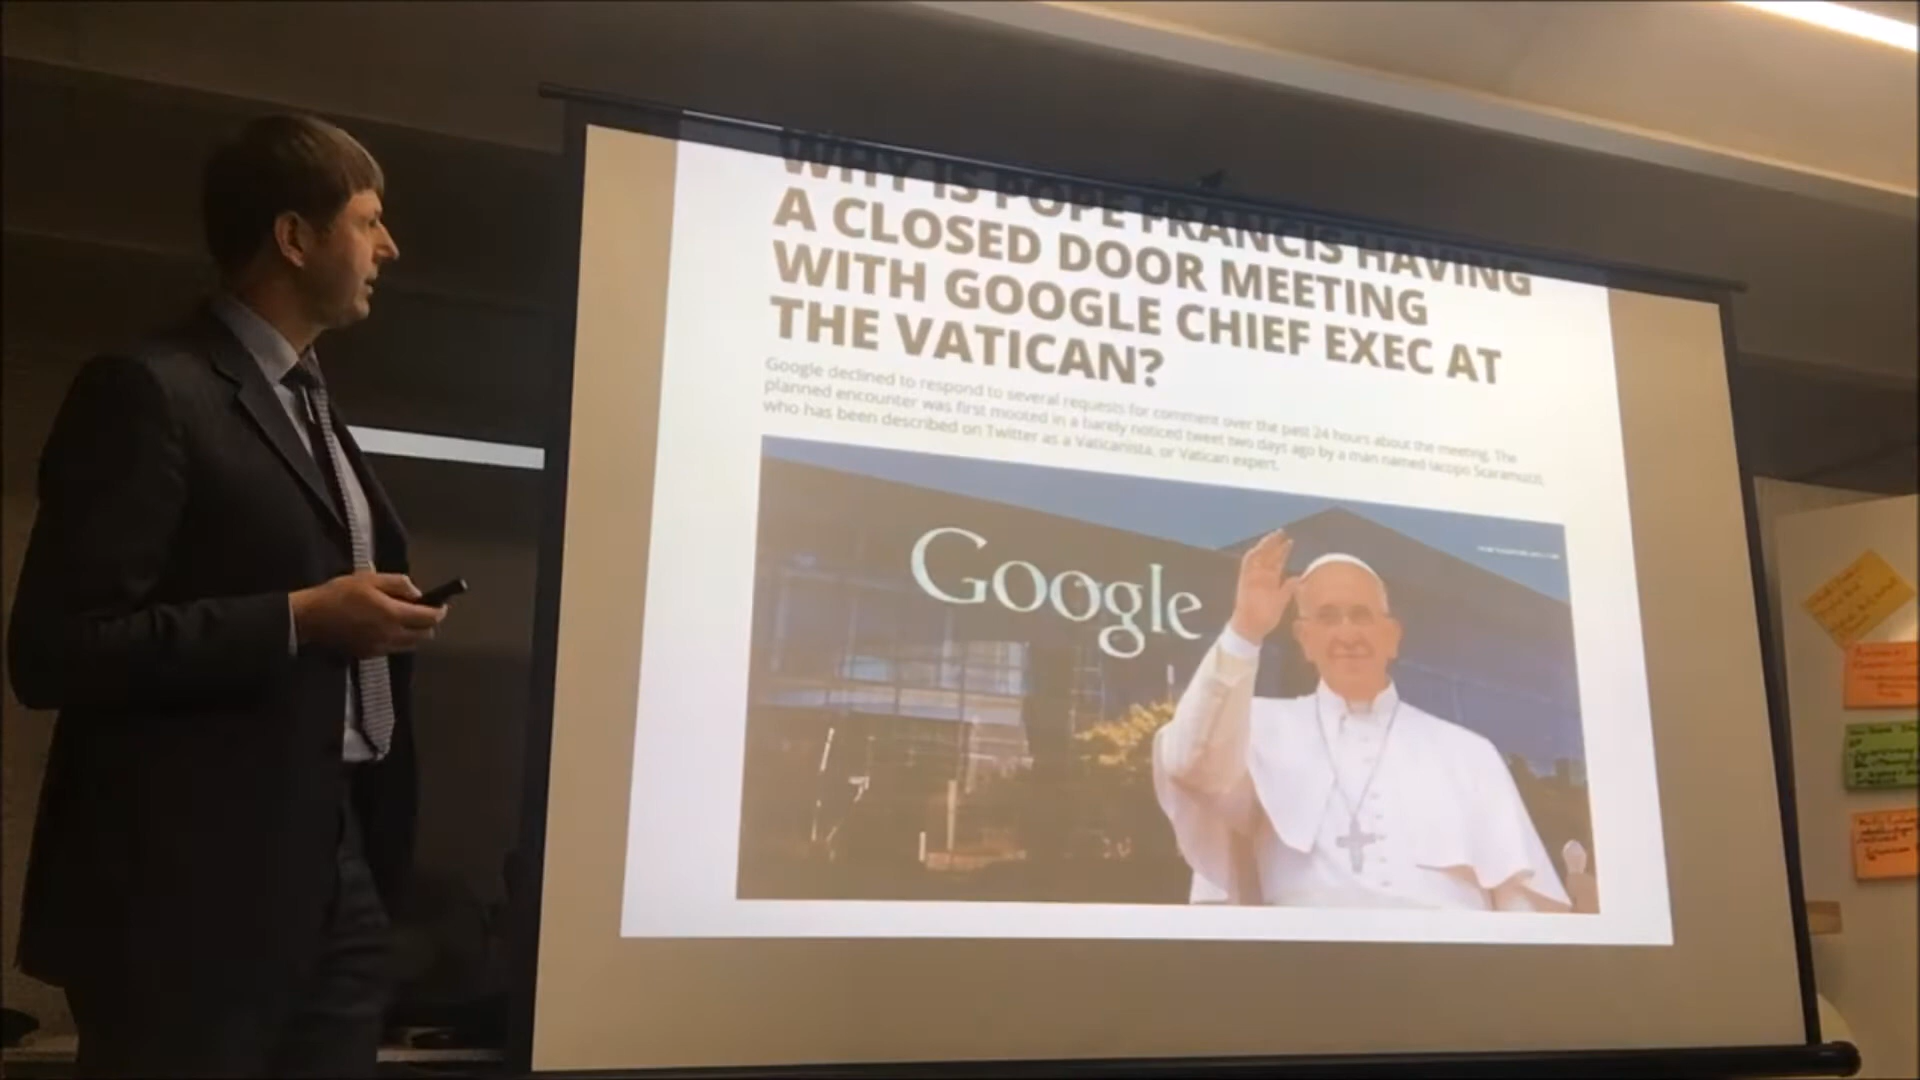 WHY IS POPE FRANCIS HAVING
A CLOSED DOOR MEETING
WITH GOOGLE CHIEF EXEC AT
THE VATICAN?
Google declined to respond to several requests for comment over the past 24 hours about the meeting. The
planned encounter was first mooted in a barely noticed tweet two days ago by a man named Iacopo Scaramuzzi,
who has been described on Twitter as a Vaticanista, or Vatican expert.
Google